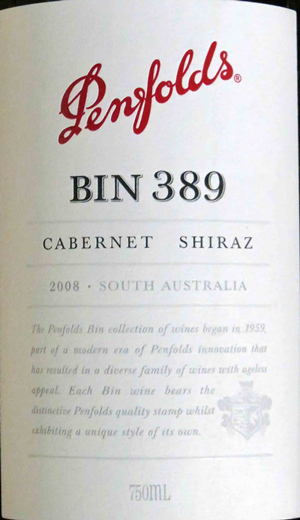 Penfolds®
BIN 389
CABERNET SHIRAZ
2008 · SOUTH AUSTRALIA
The Penfolds Bin collection of wines began in 1959,
part of a modern era of Penfolds innovation that
has resulted in a diverse family of wines with ageless
appeal. Each Bin wine bears the
distinctive Penfolds quality stamp whilst
exhibiting a unique style of its own.
750ML